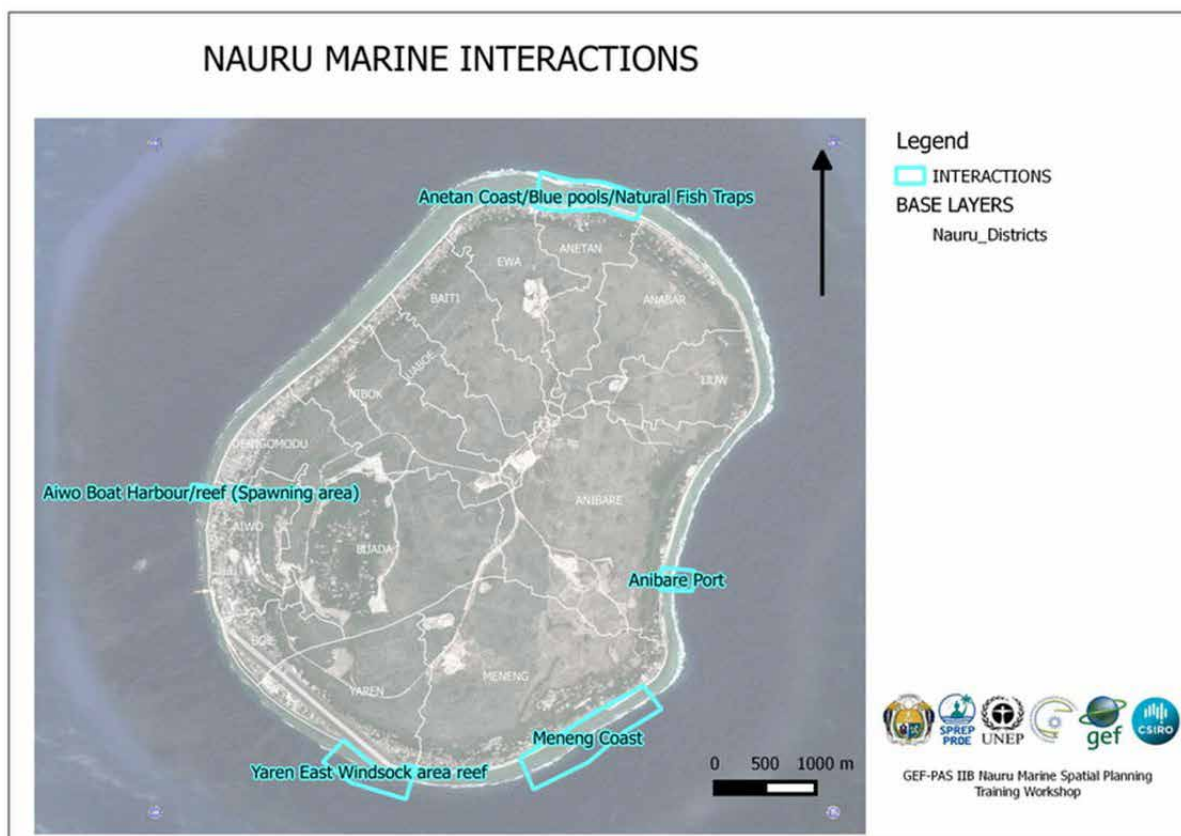 NAURU MARINE INTERACTIONS
Legend
INTERACTIONS
BASE LAYERS
Nauru_Districts
Anetan Coast/Blue pools/Natural Fish Traps
ANETAN
EWA
BAITI
ANABAR
UABOE
NIBOK
IJUW
DENIGOMODU
Aiwo Boat Harbour/reef (Spawning area)
ANIBARE
AIWO
BUADA
Anibare Port
BOE
MENENG
YAREN
Meneng Coast
Yaren East Windsock area reef
0 500 1000 m
SPREP
PROE
UNEP
gef
CSIRO
GEF-PAS IIB Nauru Marine Spatial Planning
Training Workshop